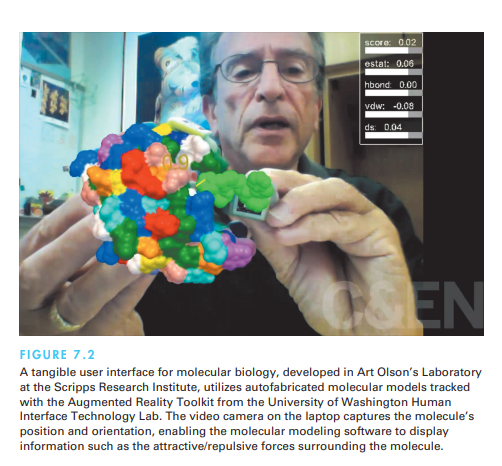 score: 0.02
estat: 0.06
hbond: 0.00
vdw: -0.08
ds: 0.04
C&EN
FIGURE 7.2
A tangible user interface for molecular biology, developed in Art Olson's Laboratory
at the Scripps Research Institute, utilizes autofabricated molecular models tracked
with the Augmented Reality Toolkit from the University of Washington Human
Interface Technology Lab. The video camera on the laptop captures the molecule's
position and orientation, enabling the molecular modeling software to display
information such as the attractive/repulsive forces surrounding the molecule.